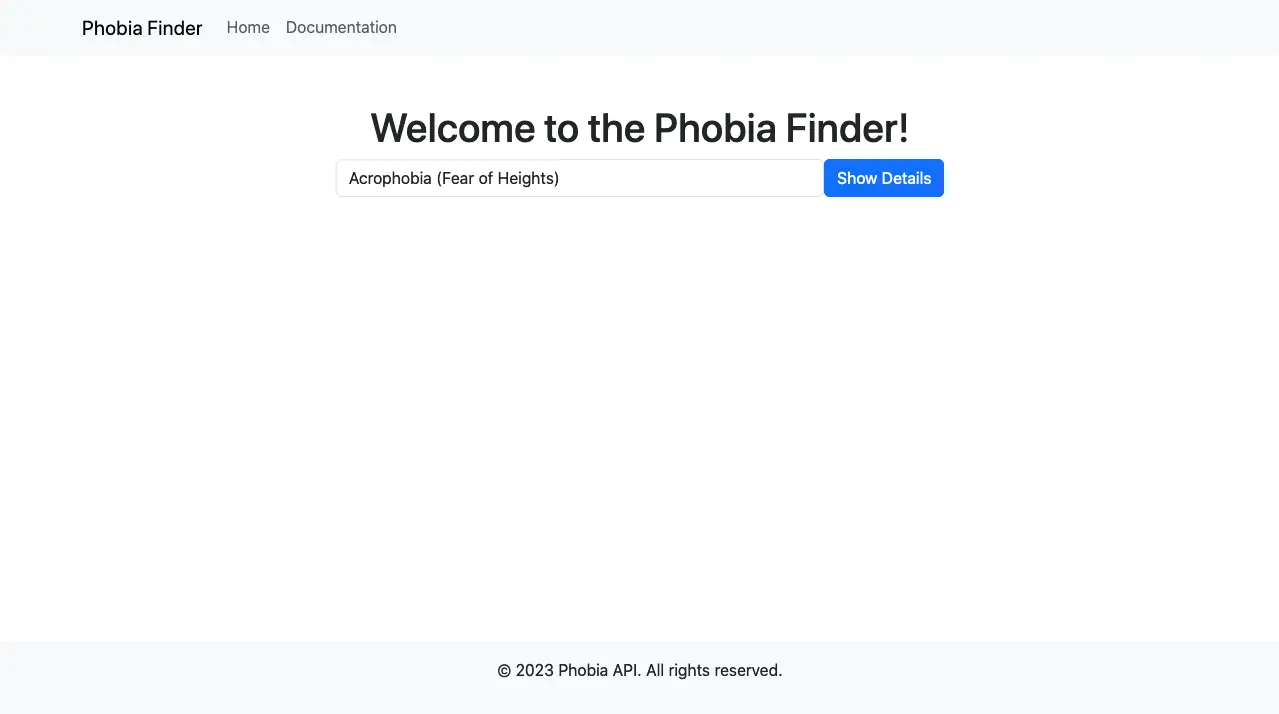 Phobia Finder Home Documentation
Welcome to the Phobia Finder!
Acrophobia (Fear of Heights) Show Details
© 2023 Phobia API. All rights reserved.